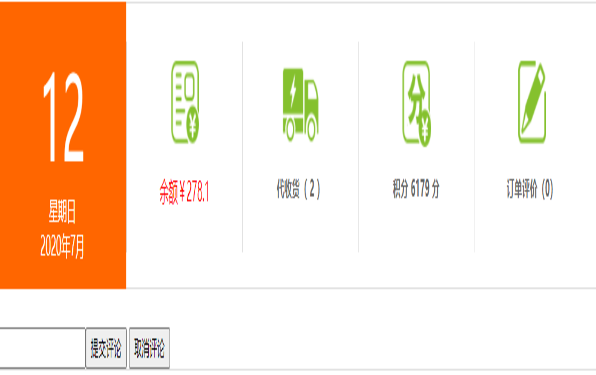 12
星期日
2020年7月
余额￥278.1
代收货（2）
积分 6179 分
订单评价 (0)
提交评论 取消评论